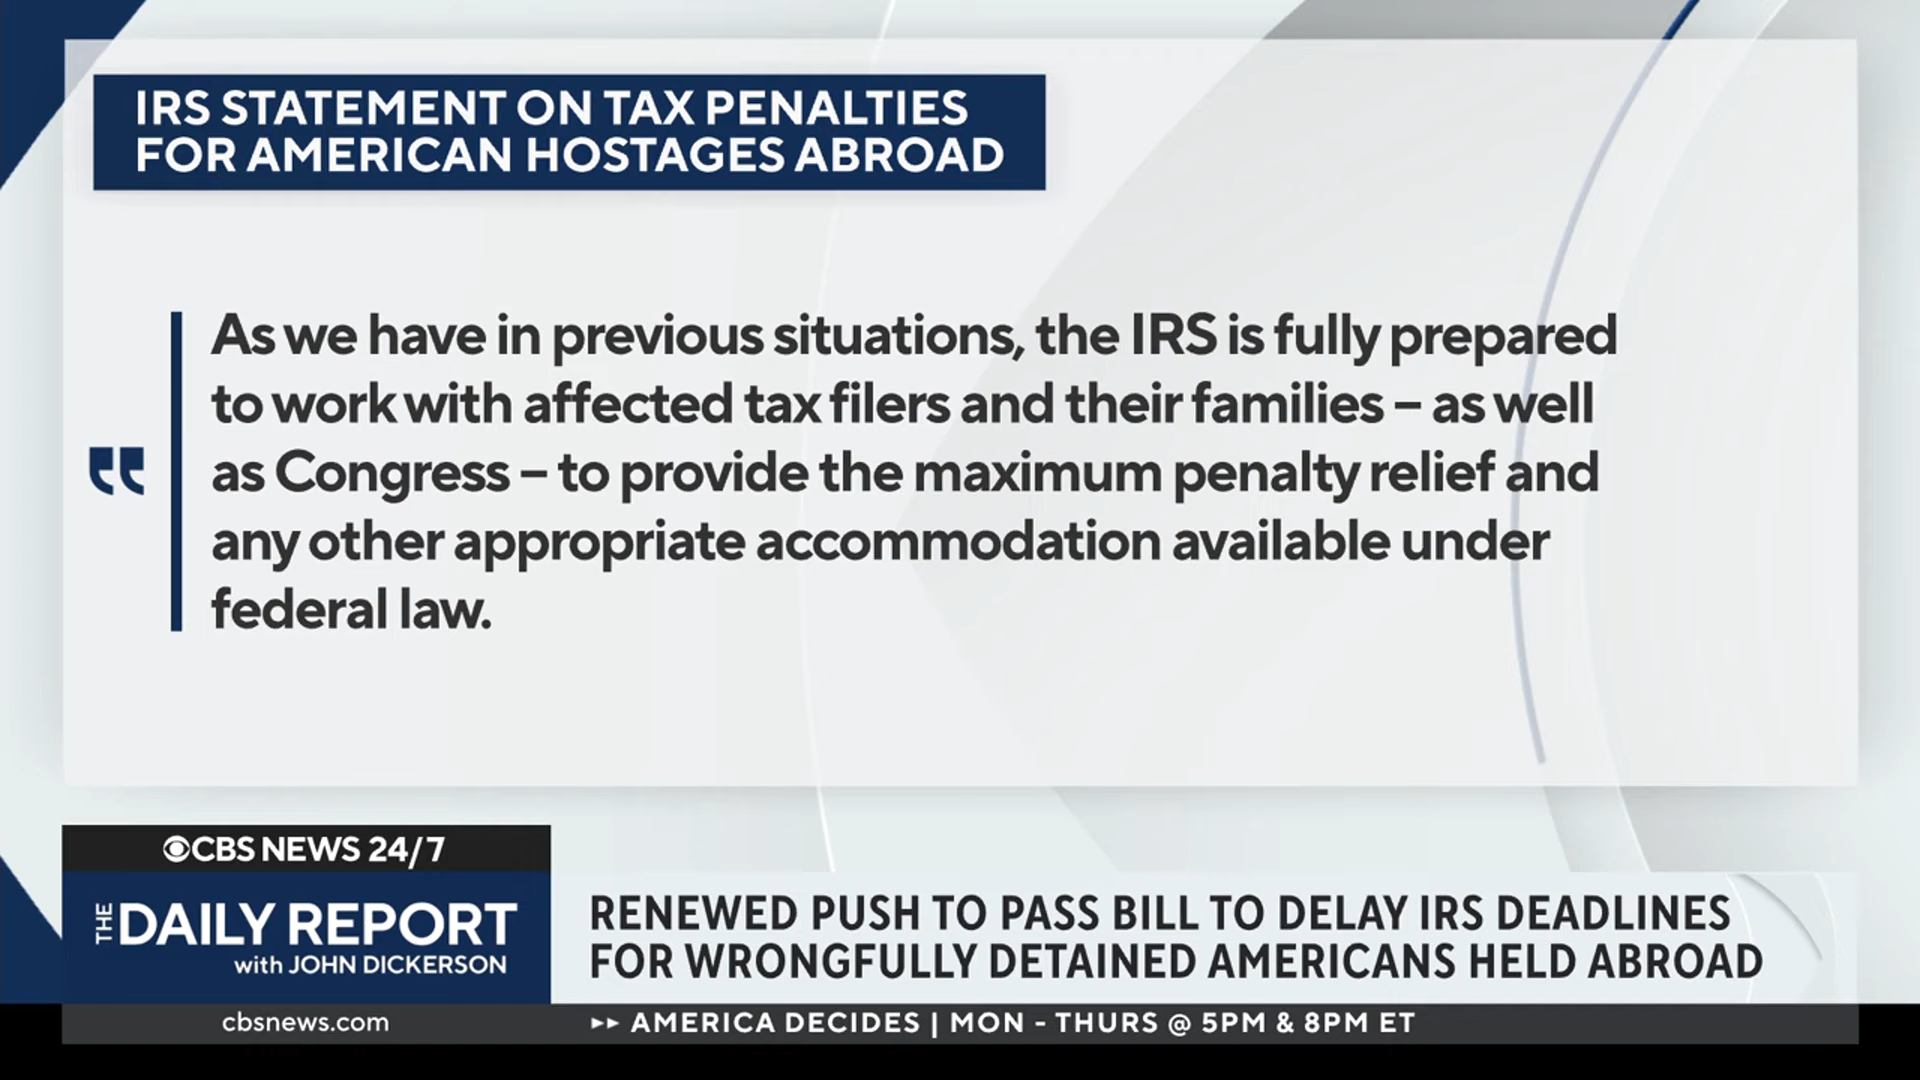 IRS STATEMENT ON TAX PENALTIES
FOR AMERICAN HOSTAGES ABROAD
“
As we have in previous situations, the IRS is fully prepared
to work with affected tax filers and their families – as well
as Congress – to provide the maximum penalty relief and
any other appropriate accommodation available under
federal law.
CBS NEWS 24/7
THE DAILY REPORT
with JOHN DICKERSON
RENEWED PUSH TO PASS BILL TO DELAY IRS DEADLINES
FOR WRONGFULLY DETAINED AMERICANS HELD ABROAD
cbsnews.com
AMERICA DECIDES | MON - THURS @ 5PM & 8PM ET